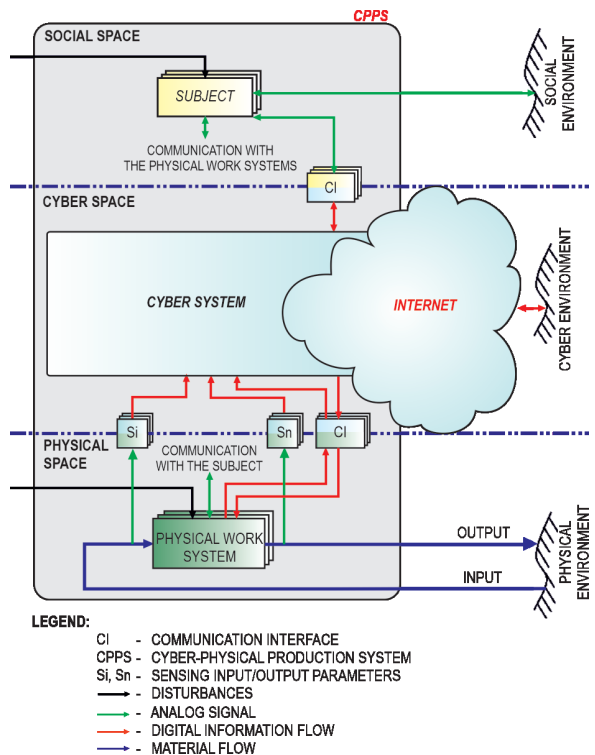 CPPS
SOCIAL SPACE
SUBJECT
SOCIAL
ENVIRONMENT
COMMUNICATION WITH
THE PHYSICAL WORK SYSTEMS
CI
CYBER SPACE
CYBER SYSTEM
INTERNET
CYBER ENVIRONMENT
Si
Sn
CI
PHYSICAL
SPACE
COMMUNICATION
WITH THE SUBJECT
PHYSICAL WORK
SYSTEM
OUTPUT
INPUT
PHYSICAL
ENVIRONMENT
LEGEND:
CI - COMMUNICATION INTERFACE
CPPS - CYBER-PHYSICAL PRODUCTION SYSTEM
Si, Sn - SENSING INPUT/OUTPUT PARAMETERS
- DISTURBANCES
- ANALOG SIGNAL
- DIGITAL INFORMATION FLOW
- MATERIAL FLOW